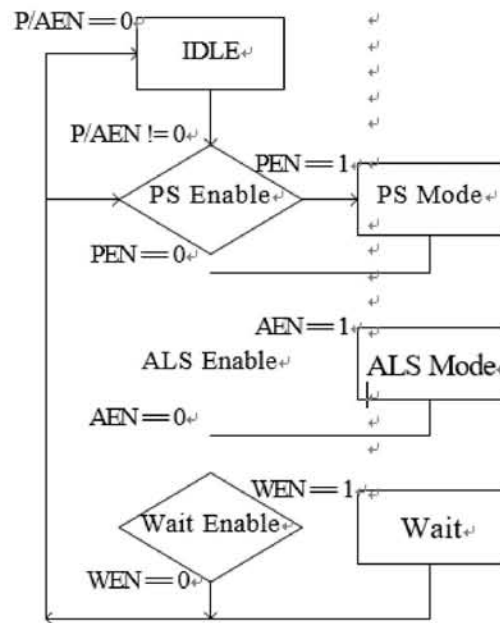 P/AEN==0
IDLE
P/AEN !=0
PEN==1
PS Enable
PS Mode
PEN==0
AEN==1
ALS Enable
ALS Mode
AEN==0
WEN==1
Wait Enable
Wait
WEN==0